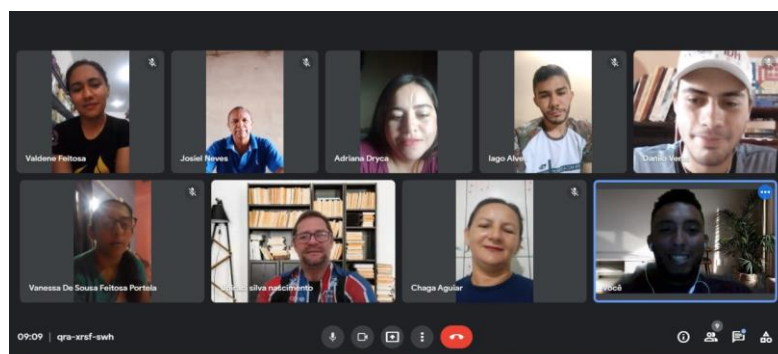 Valdene Feitosa
Josiel Neves
Adriana Dryca
Iago Alve
Danilo
Vanessa De Sousa Feitosa Portela
silva nascimento
Chaga Aguiar
Você
09:09 | qra-xrsf-swh
9